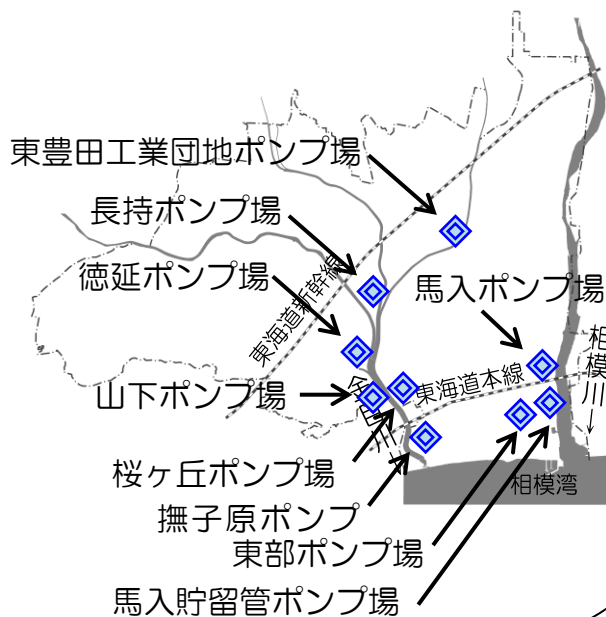 東豊田工業団地ポンプ場
長持ポンプ場
徳延ポンプ場
東海道新幹線
馬入ポンプ場
相模川
山下ポンプ場
東海道本線
桜ヶ丘ポンプ場
相模湾
撫子原ポンプ
東部ポンプ場
馬入貯留管ポンプ場